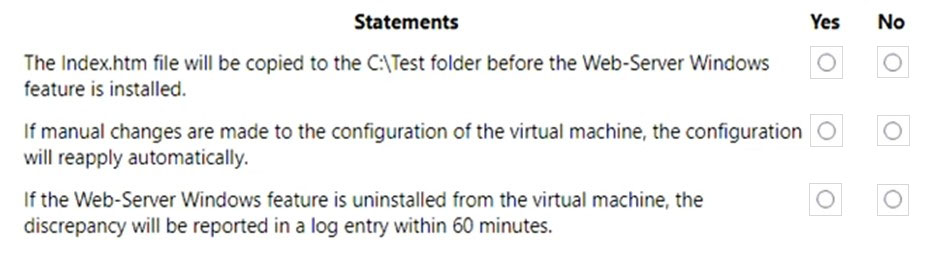 Statements Yes No
The Index.htm file will be copied to the C:\Test folder before the Web-Server Windows
feature is installed.
If manual changes are made to the configuration of the virtual machine, the configuration
will reapply automatically.
If the Web-Server Windows feature is uninstalled from the virtual machine, the
discrepancy will be reported in a log entry within 60 minutes.